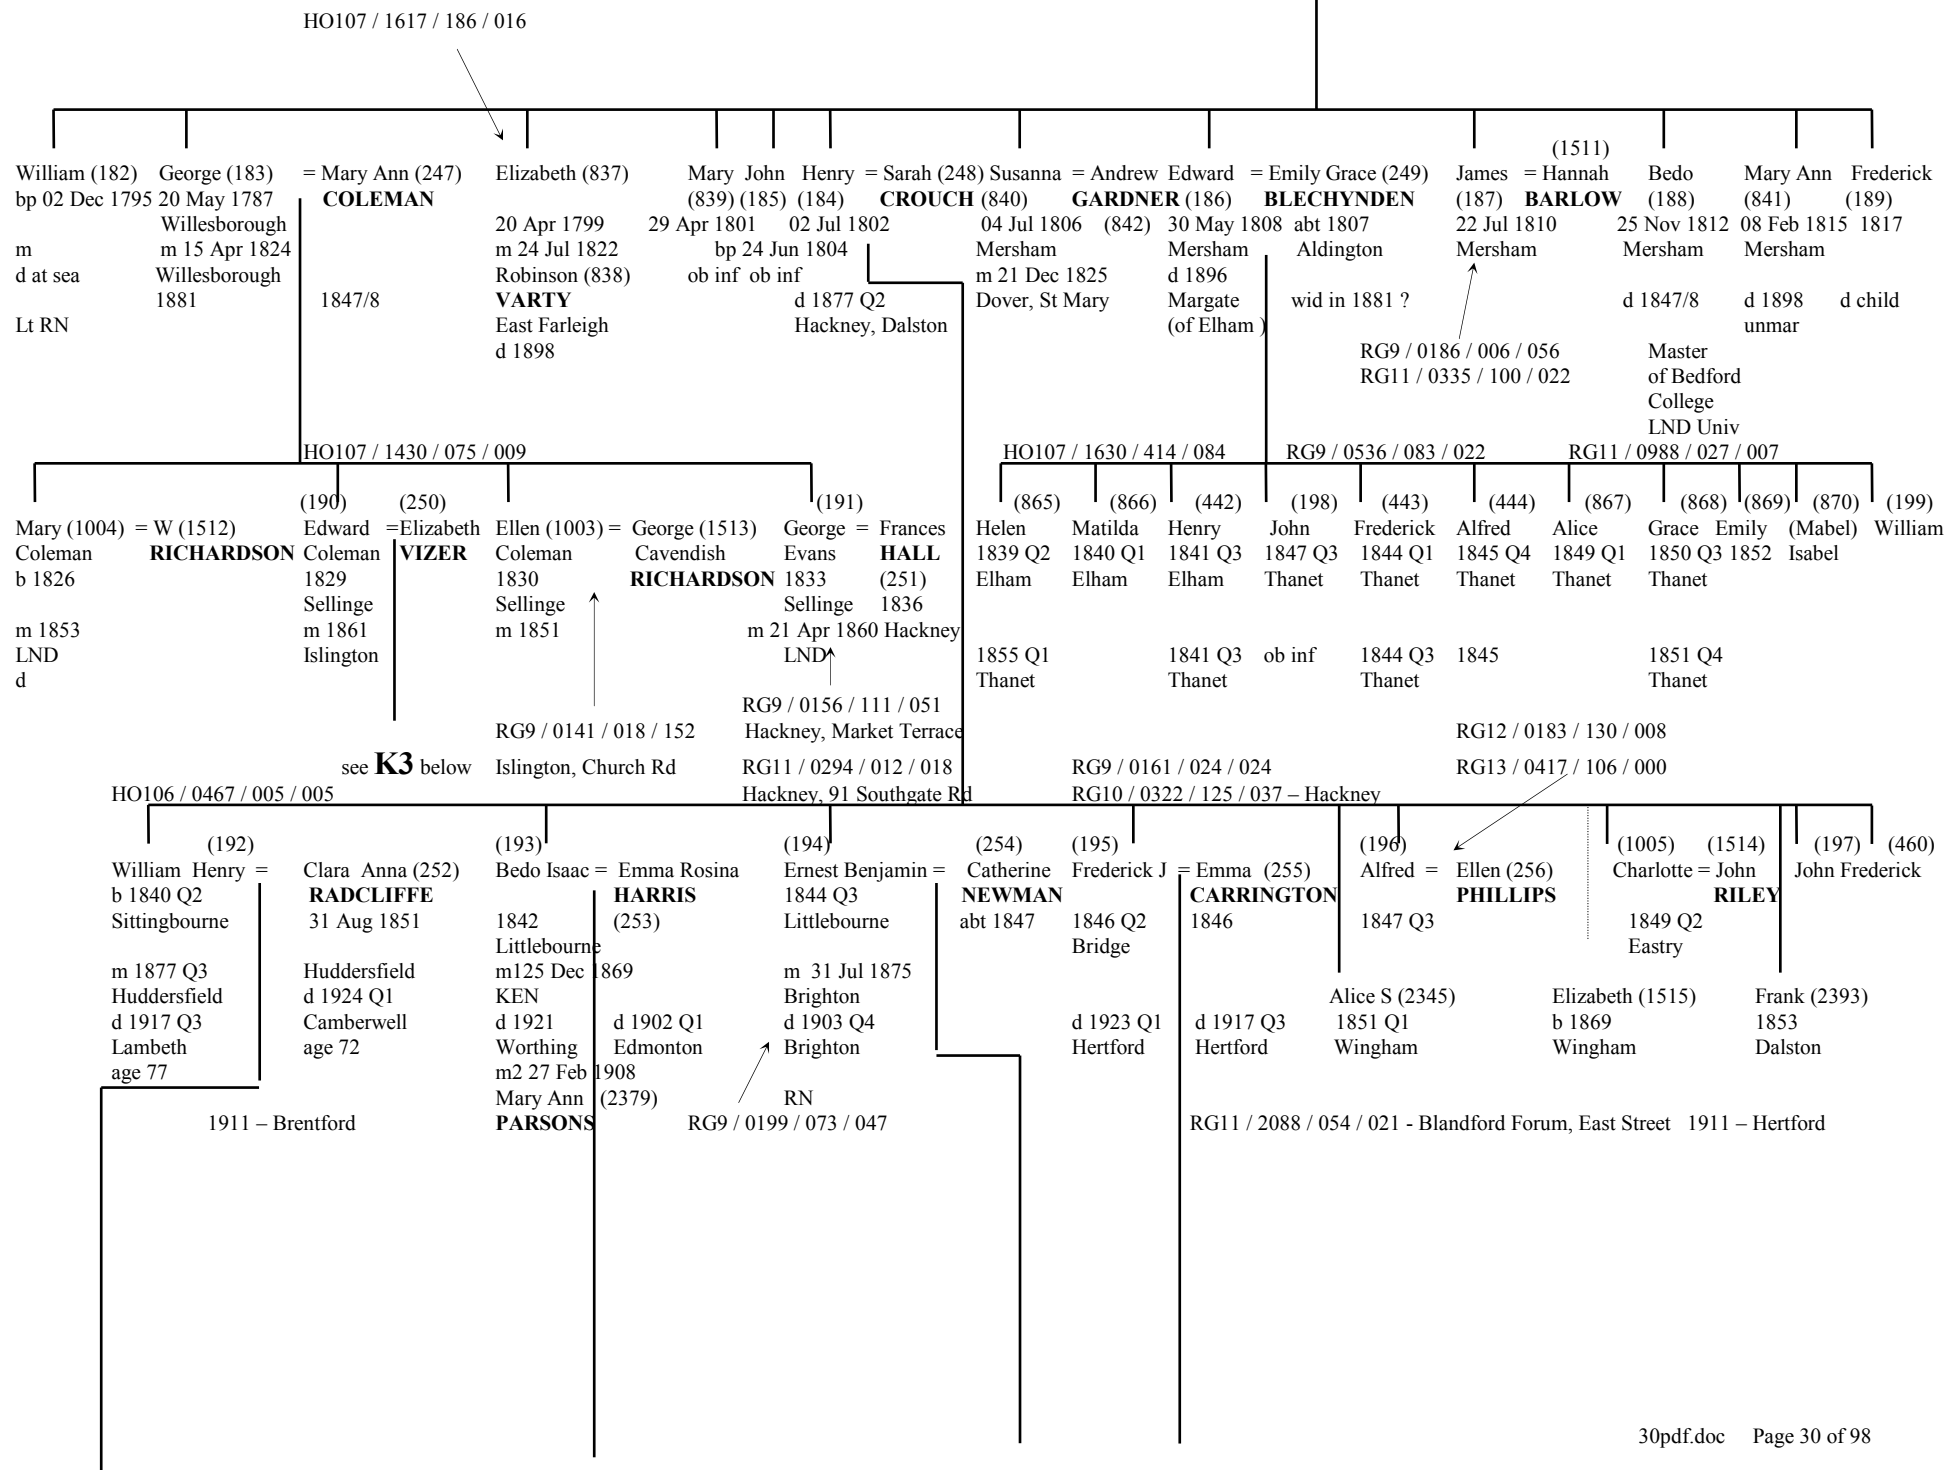 HO107 / 1617 / 186 / 016
(1511)
William (182) George (183) = Mary Ann (247) Elizabeth (837) Mary John Henry = Sarah (248) Susanna = Andrew Edward = Emily Grace (249) James = Hannah Bedo Mary Ann Frederick
bp 02 Dec 1795 20 May 1787 COLEMAN (839) (185) (184) CROUCH (840) GARDNER (186) BLECHYNDEN (187) BARLOW (188) (841) (189)
Willesborough 20 Apr 1799 29 Apr 1801 02 Jul 1802 04 Jul 1806 (842) 30 May 1808 abt 1807 22 Jul 1810 25 Nov 1812 08 Feb 1815 1817
m m 15 Apr 1824 m 24 Jul 1822 bp 24 Jun 1804 Mersham Mersham Aldington Mersham Mersham Mersham
d at sea Willesborough Robinson (838) ob inf ob inf m 21 Dec 1825 d 1896
1881 1847/8 VARTY d 1877 Q2 Dover, St Mary Margate wid in 1881 ? d 1847/8 d 1898 d child
Lt RN East Farleigh Hackney, Dalston (of Elham ) unmar
d 1898 RG9 / 0186 / 006 / 056 Master
RG11 / 0335 / 100 / 022 of Bedford
College
LND Univ
HO107 / 1430 / 075 / 009 HO107 / 1630 / 414 / 084 RG9 / 0536 / 083 / 022 RG11 / 0988 / 027 / 007
(190) (250) (191) (865) (866) (442) (198) (443) (444) (867) (868) (869) (870) (199)
Mary (1004) = W (1512) Edward =Elizabeth Ellen (1003) = George (1513) George = Frances Helen Matilda Henry John Frederick Alfred Alice Grace Emily (Mabel) William
Coleman RICHARDSON Coleman VIZER Coleman Cavendish Evans HALL 1839 Q2 1840 Q1 1841 Q3 1847 Q3 1844 Q1 1845 Q4 1849 Q1 1850 Q3 1852 Isabel
b 1826 1829 1830 RICHARDSON 1833 (251) Elham Elham Elham Thanet Thanet Thanet Thanet Thanet
Sellinge Sellinge Sellinge 1836
m 1853 m 1861 m 1851 m 21 Apr 1860 Hackney
LND Islington LND 1855 Q1 1841 Q3 ob inf 1844 Q3 1845 1851 Q4
d Thanet Thanet Thanet Thanet
RG9 / 0156 / 111 / 051
RG9 / 0141 / 018 / 152 Hackney, Market Terrace RG12 / 0183 / 130 / 008
see K3 below Islington, Church Rd RG11 / 0294 / 012 / 018 RG9 / 0161 / 024 / 024 RG13 / 0417 / 106 / 000
HO106 / 0467 / 005 / 005 Hackney, 91 Southgate Rd RG10 / 0322 / 125 / 037 – Hackney
(192) (193) (194) (254) (195) (196) (1005) (1514) (197) (460)
William Henry = Clara Anna (252) Bedo Isaac = Emma Rosina Ernest Benjamin = Catherine Frederick J = Emma (255) Alfred = Ellen (256) Charlotte = John John Frederick
b 1840 Q2 RADCLIFFE HARRIS 1844 Q3 NEWMAN CARRINGTON PHILLIPS RILEY
Sittingbourne 31 Aug 1851 1842 (253) Littlebourne abt 1847 1846 Q2 1846 1847 Q3 1849 Q2
Littlebourne Bridge Eastry
m 1877 Q3 Huddersfield m125 Dec 1869 m 31 Jul 1875
Huddersfield d 1924 Q1 KEN Brighton Alice S (2345) Elizabeth (1515) Frank (2393)
d 1917 Q3 Camberwell d 1921 d 1902 Q1 d 1903 Q4 d 1923 Q1 d 1917 Q3 1851 Q1 b 1869 1853
Lambeth age 72 Worthing Edmonton Brighton Hertford Hertford Wingham Wingham Dalston
age 77 m2 27 Feb 1908
Mary Ann (2379) RN
1911 – Brentford PARSONS RG9 / 0199 / 073 / 047 RG11 / 2088 / 054 / 021 - Blandford Forum, East Street 1911 – Hertford
30pdf.doc Page 30 of 98